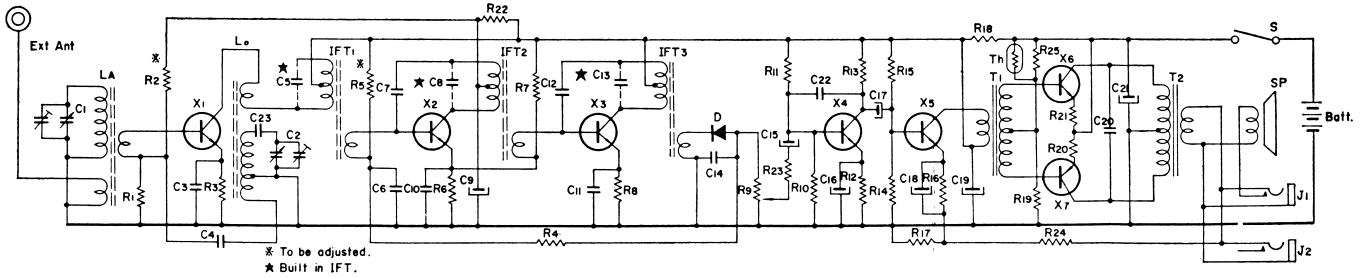 Ext Ant
LA
C1
R1
※
R2
X1
C3
R3
C4
Lo
C23
C2
★
C5
IFT1
※
R5
C7
C6
★
C8
X2
C10
R6
C9
R22
IFT2
R7
C12
★
C13
X3
C11
R8
R4
IFT3
D
C14
R9
R11
C15
R23
C22
R10
R13
X4
C16
R12
C17
R15
R14
X5
C18
R16
C19
R17
R18
Th
T1
R25
X6
R21
R20
R19
X7
R24
C20
C21
T2
SP
S
Batt.
J1
J2
※ To be adjusted.
★ Built in IFT.